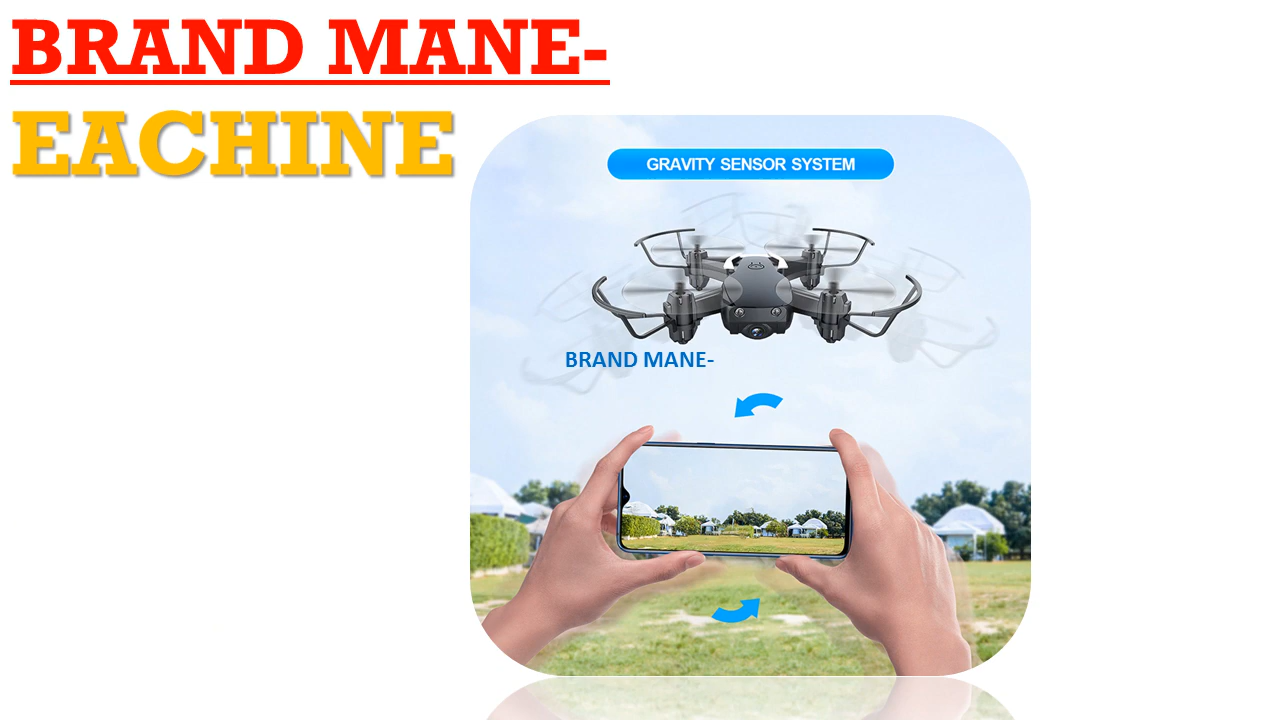 BRAND MANE-
EACHINE
GRAVITY SENSOR SYSTEM
BRAND MANE-